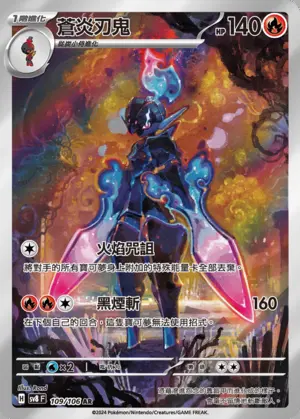 1階進化
蒼炎刃鬼
HP 140
從炭小侍進化
火焰咒詛
將對手的所有寶可夢身上附加的特殊能量卡全部丟棄。
黑煙斬
160
在下個自己的回合，這隻寶可夢無法使用招式。
×2
H sv8 F
109/106 AR
©2024 Pokémon/Nintendo/Creatures/GAME FREAK.